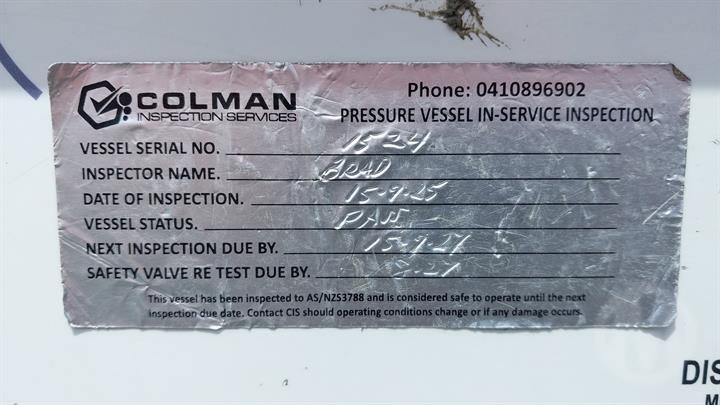 COLMAN
INSPECTION SERVICES
Phone: 0410896902
PRESSURE VESSEL IN-SERVICE INSPECTION
VESSEL SERIAL NO. 1524
INSPECTOR NAME. BRAD
DATE OF INSPECTION. 15-9-25
VESSEL STATUS. PASS
NEXT INSPECTION DUE BY. 15-9-27
SAFETY VALVE RE TEST DUE BY. -27
This vessel has been inspected to AS/NZS3788 and is considered safe to operate until the next
inspection due date. Contact CIS should operating conditions change or if any damage occurs.
DIS